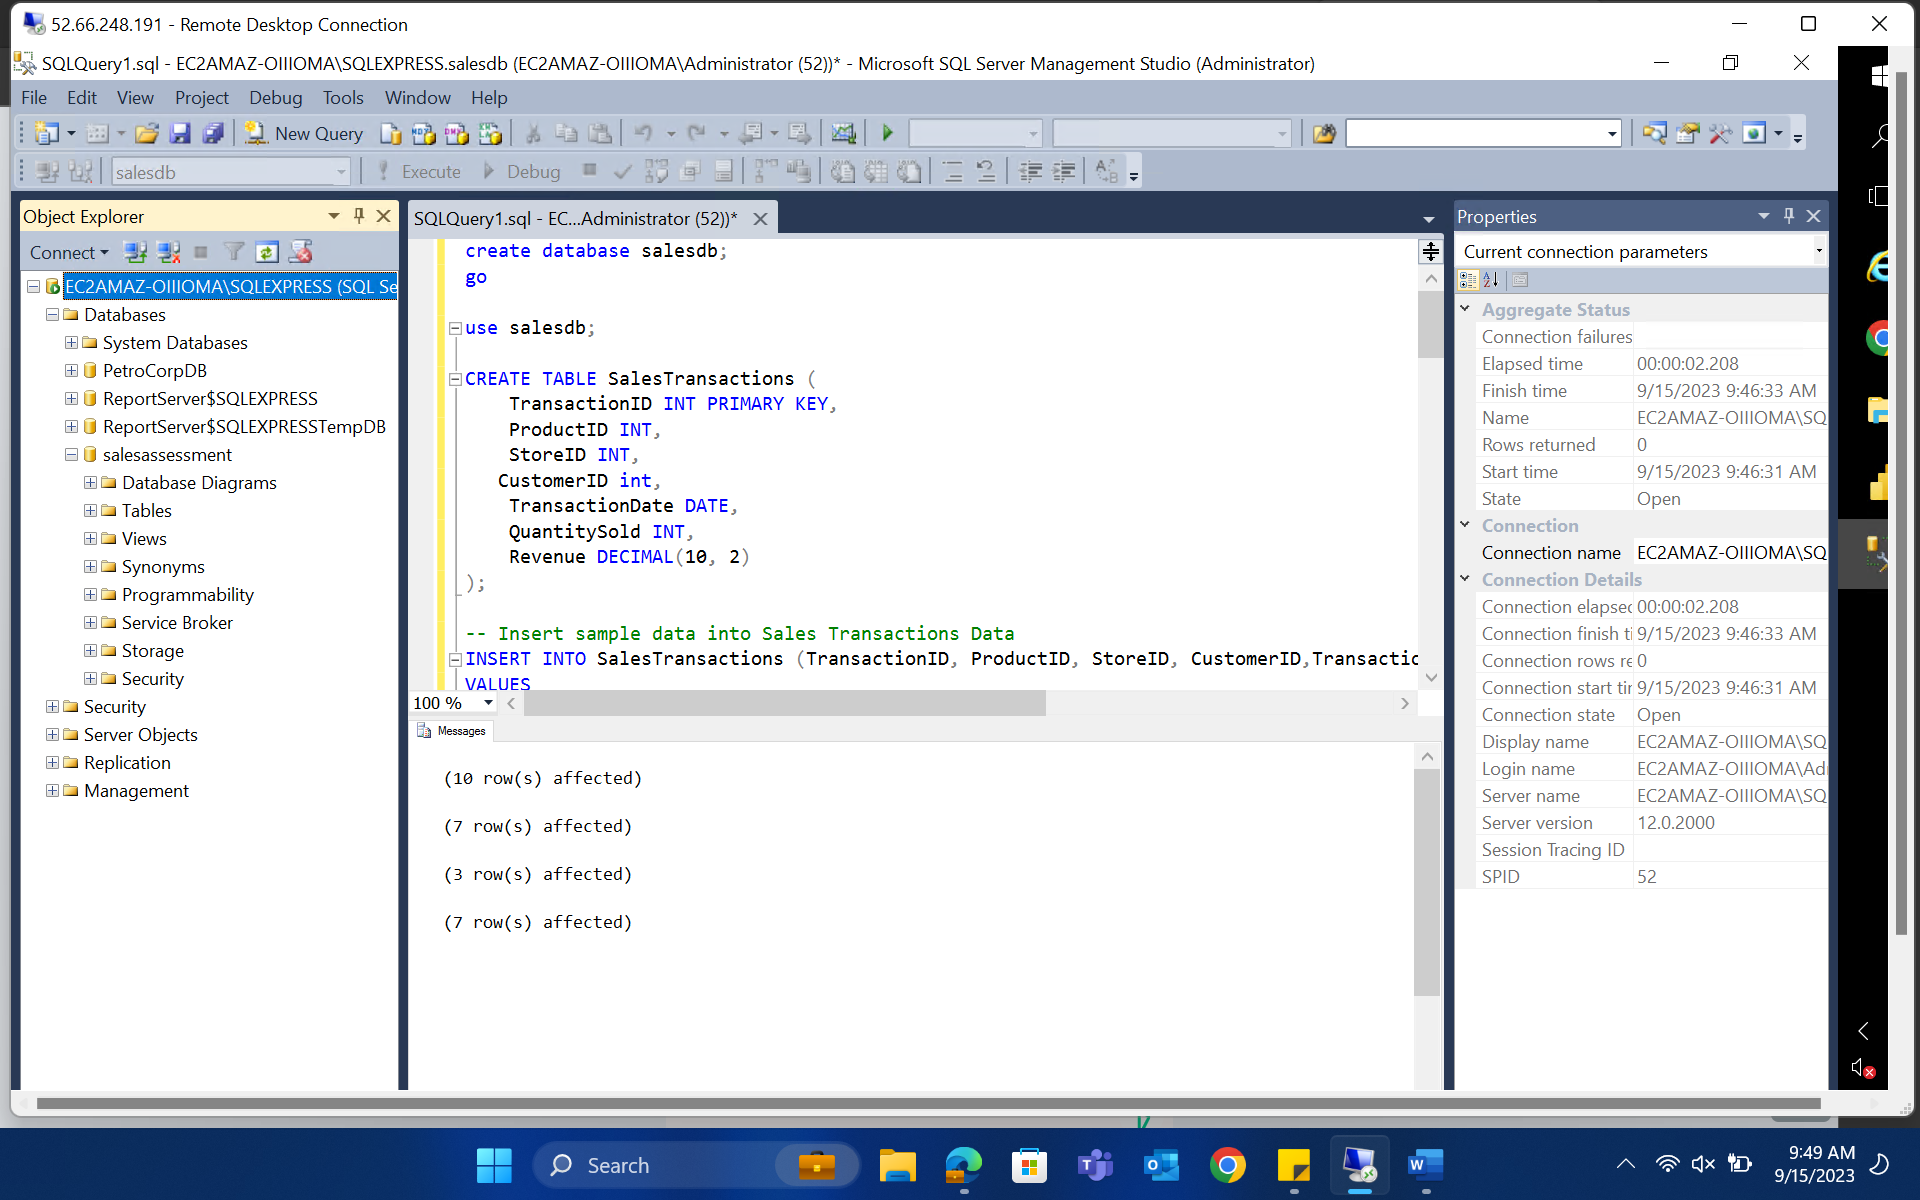 52.66.248.191 - Remote Desktop Connection
SQLQuery1.sql - EC2AMAZ-OIIIOMA\SQLEXPRESS.salesdb (EC2AMAZ-OIIIOMA\Administrator (52))* - Microsoft SQL Server Management Studio (Administrator)
File Edit View Project Debug Tools Window Help
New Query
salesdb
Execute
Debug
Object Explorer
Connect
EC2AMAZ-OIIIOMA\SQLEXPRESS (SQL Se
Databases
System Databases
PetroCorpDB
ReportServer$SQLEXPRESS
ReportServer$SQLEXPRESSTempDB
salesassessment
Database Diagrams
Tables
Views
Synonyms
Programmability
Service Broker
Storage
Security
Security
Server Objects
Replication
Management
SQLQuery1.sql - EC...Administrator (52))*
create database salesdb;
go
use salesdb;
CREATE TABLE SalesTransactions (
TransactionID INT PRIMARY KEY,
ProductID INT,
StoreID INT,
CustomerID int,
TransactionDate DATE,
QuantitySold INT,
Revenue DECIMAL(10, 2)
);
-- Insert sample data into Sales Transactions Data
INSERT INTO SalesTransactions (TransactionID, ProductID, StoreID, CustomerID,Transactio
VALUES
100 %
Messages
(10 row(s) affected)
(7 row(s) affected)
(3 row(s) affected)
(7 row(s) affected)
Properties
Current connection parameters
Aggregate Status
Connection failures
Elapsed time 00:00:02.208
Finish time 9/15/2023 9:46:33 AM
Name EC2AMAZ-OIIIOMA\SQ
Rows returned 0
Start time 9/15/2023 9:46:31 AM
State Open
Connection
Connection name EC2AMAZ-OIIIOMA\SQ
Connection Details
Connection elapsec 00:00:02.208
Connection finish ti 9/15/2023 9:46:33 AM
Connection rows re 0
Connection start tir 9/15/2023 9:46:31 AM
Connection state Open
Display name EC2AMAZ-OIIIOMA\SQ
Login name EC2AMAZ-OIIIOMA\Ad
Server name EC2AMAZ-OIIIOMA\SQ
Server version 12.0.2000
Session Tracing ID
SPID 52
Search
9:49 AM
9/15/2023